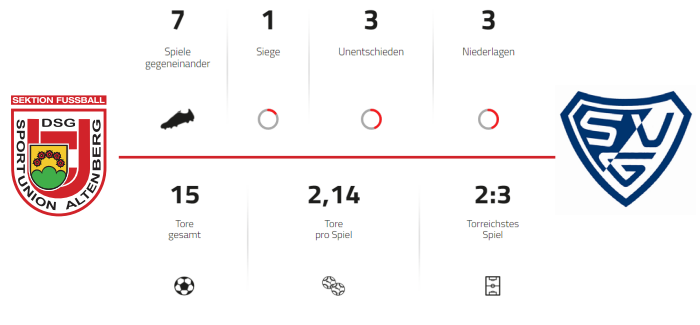 7
1
3
3
Spiele
gegeneinander
Siege
Unentschieden
Niederlagen
SEKTION FUSSBALL
DSG
SPORTUNION ALTENBERG
SVG
15
2,14
2:3
Tore
gesamt
Tore
pro Spiel
Torreichstes
Spiel